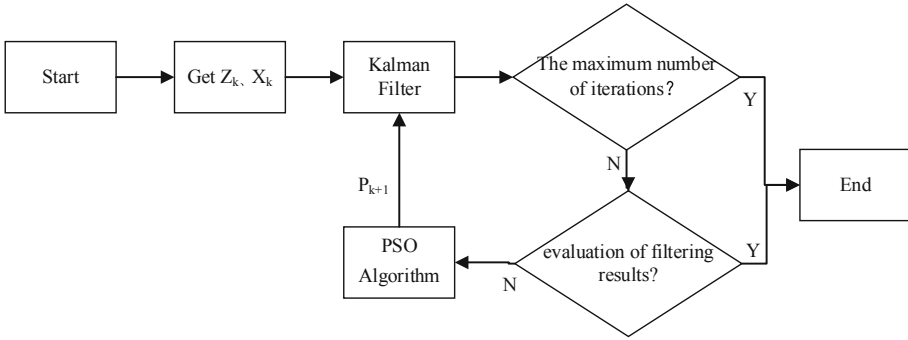 Start
Get Zk、Xk
Kalman
Filter
The maximum number
of iterations?
Y
N
End
Pk+1
PSO
Algorithm
N
evaluation of filtering
results?
Y